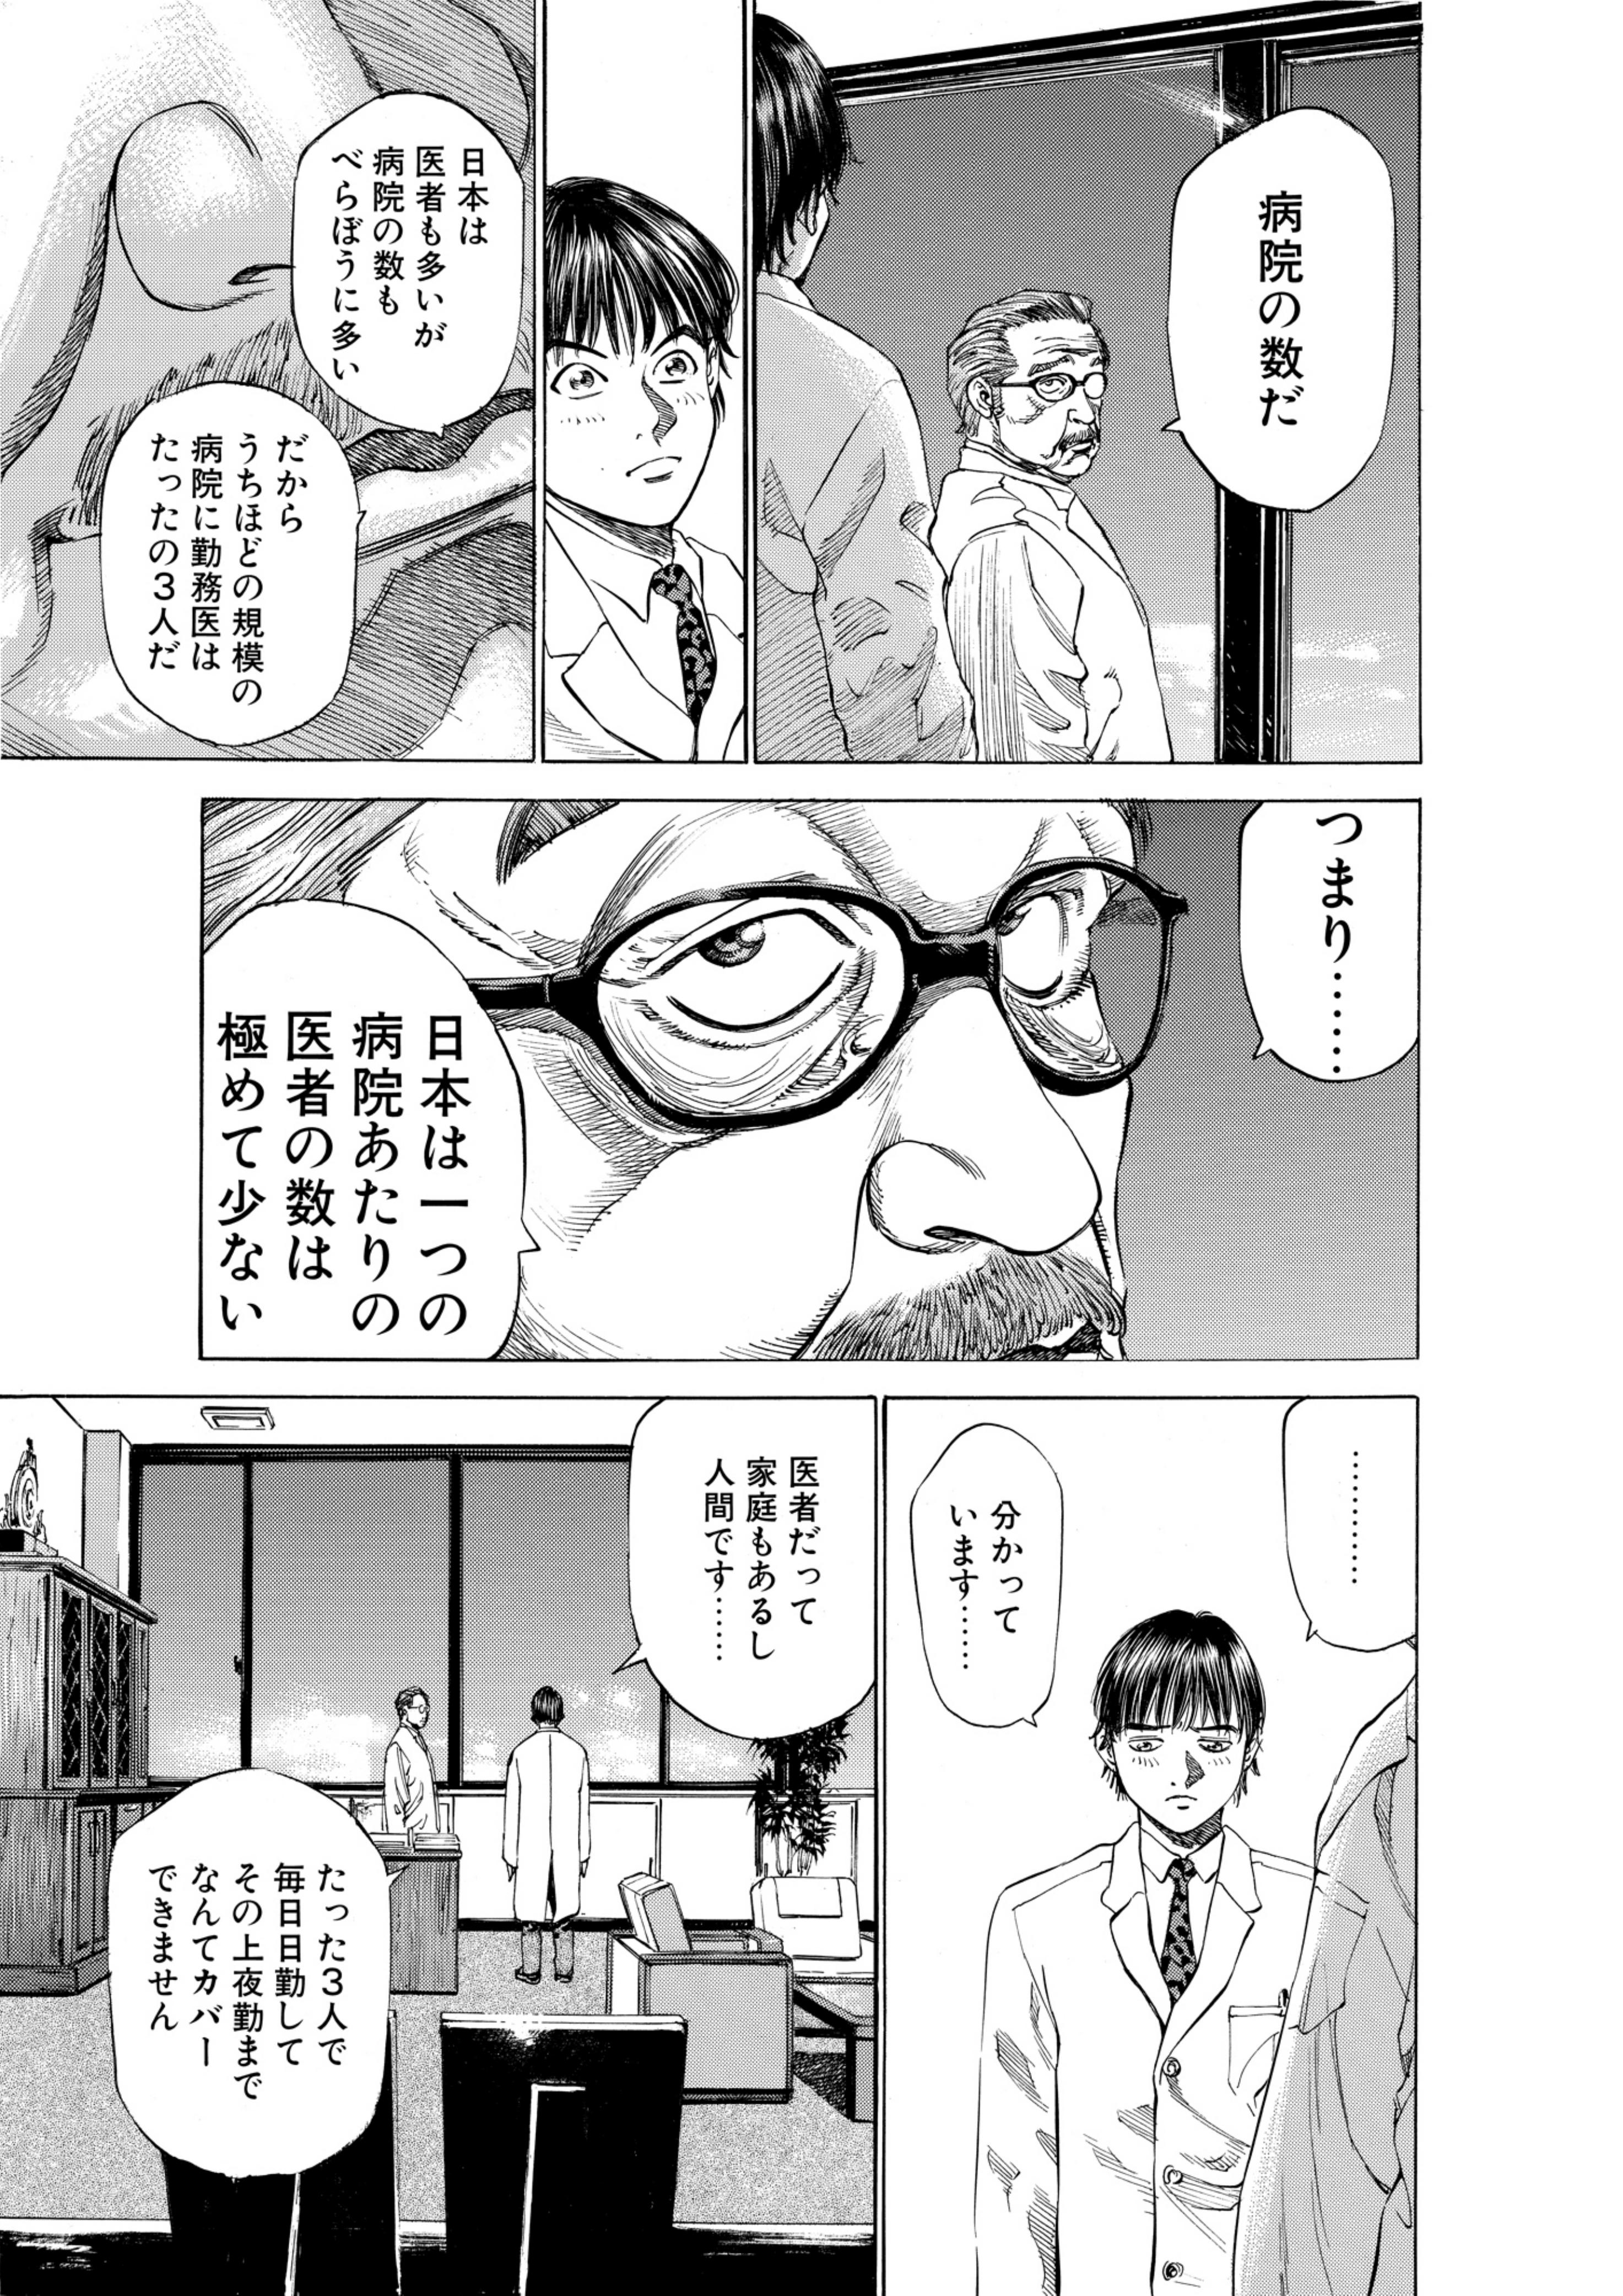 病院の数だ
日本は
医者も多いが
病院の数も
べらぼうに多い
だから
うちほどの規模の
病院に勤務医は
たったの3人だ
つまり……
日本は一つの
病院あたりの
医者の数は
極めて少ない
…………
分かって
います……
医者だって
家庭もあるし
人間です……
たった3人で
毎日日勤して
その上夜勤まで
なんてカバー
できません